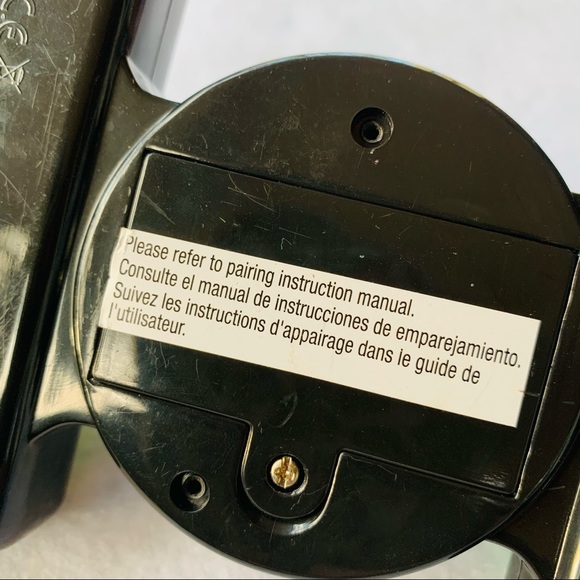 Please refer to pairing instruction manual.
Consulte el manual de instrucciones de emparejamiento.
Suivez les instructions d'appairage dans le guide de
l'utilisateur.
CE